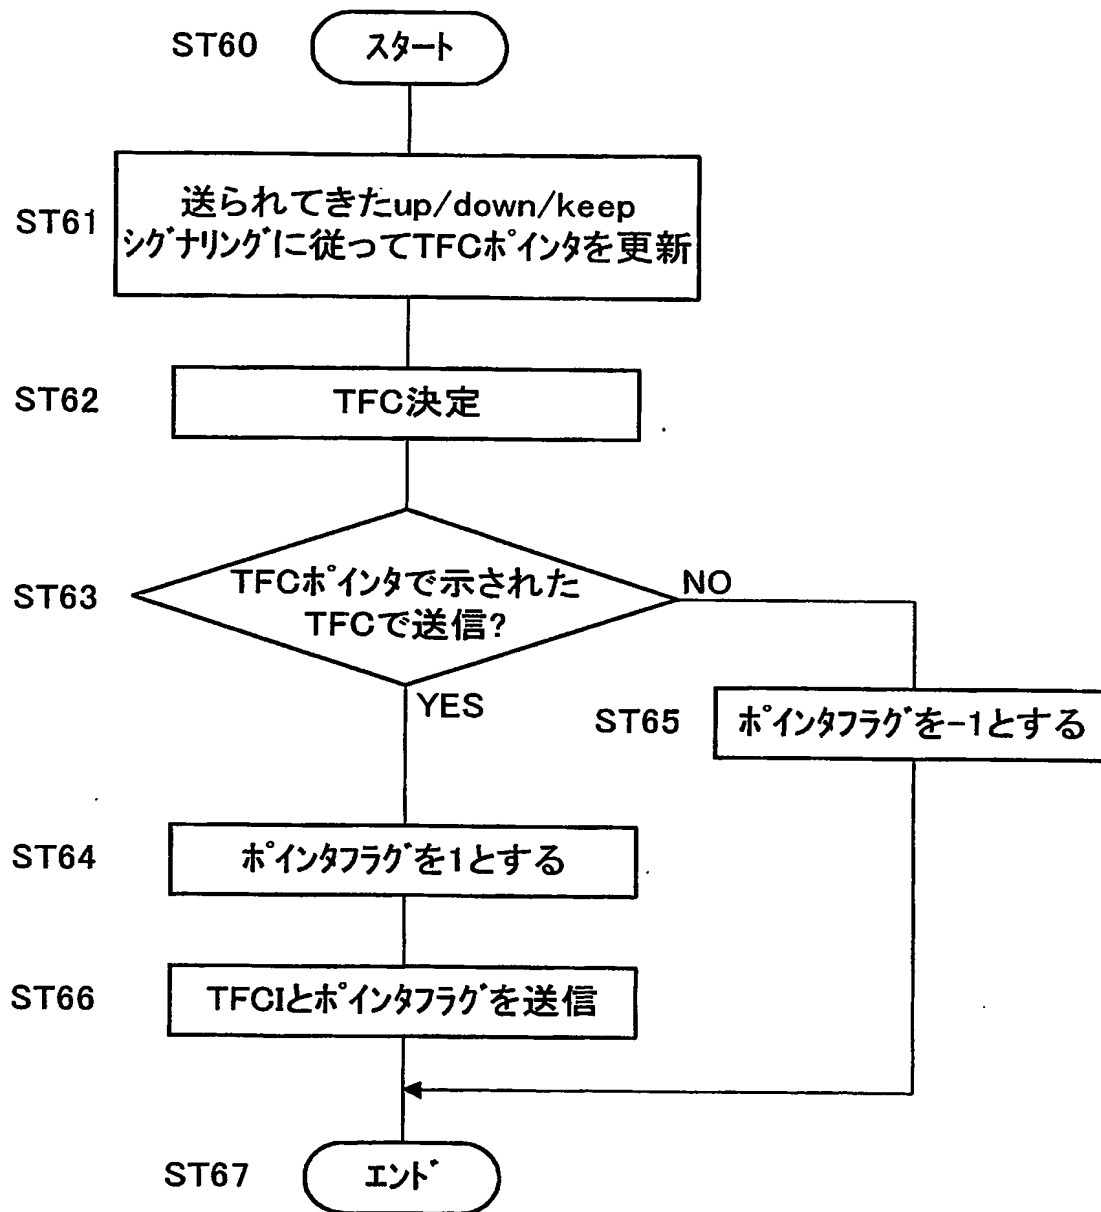 ST60
スタート
ST61
送られてきたup/down/keep
シグナリングに従ってTFCポインタを更新
ST62
TFC決定
ST63
TFCポインタで示された
TFCで送信?
NO
YES
ST65
ポインタフラグを-1とする
ST64
ポインタフラグを1とする
ST66
TFCIとポインタフラグを送信
ST67
エンド